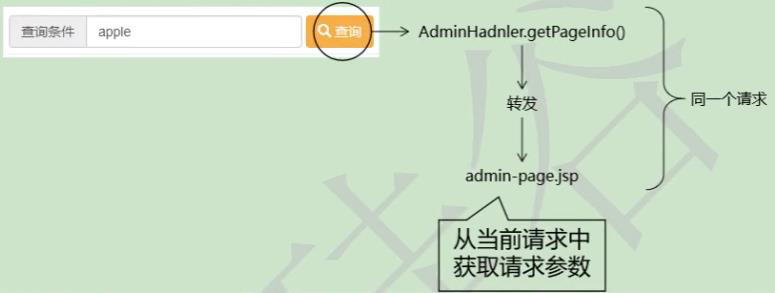 查询条件 apple 查询
AdminHadnler.getPageInfo()
转发
同一个请求
admin-page.jsp
从当前请求中
获取请求参数